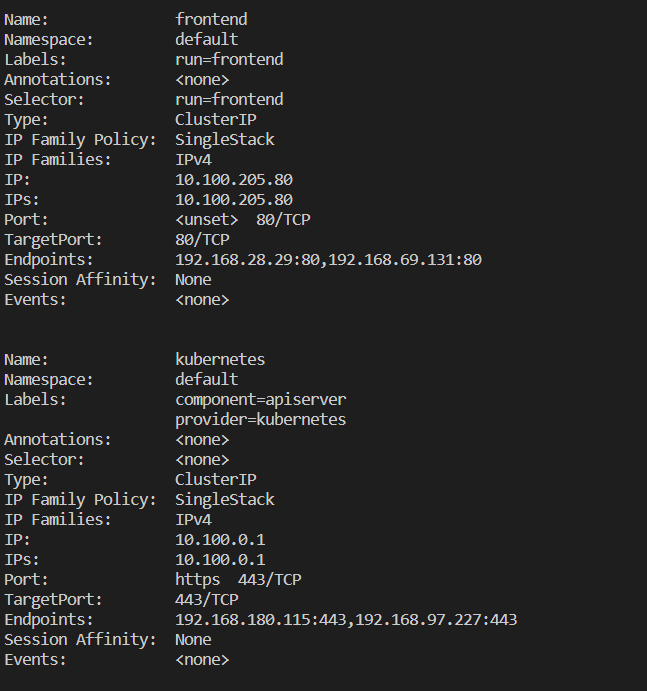 Name:              frontend
Namespace:         default
Labels:            run=frontend
Annotations:       <none>
Selector:          run=frontend
Type:              ClusterIP
IP Family Policy:  SingleStack
IP Families:       IPv4
IP:                10.100.205.80
IPs:               10.100.205.80
Port:              <unset>  80/TCP
TargetPort:        80/TCP
Endpoints:         192.168.28.29:80,192.168.69.131:80
Session Affinity:  None
Events:            <none>
Name:              kubernetes
Namespace:         default
Labels:            component=apiserver
                   provider=kubernetes
Annotations:       <none>
Selector:          <none>
Type:              ClusterIP
IP Family Policy:  SingleStack
IP Families:       IPv4
IP:                10.100.0.1
IPs:               10.100.0.1
Port:              https  443/TCP
TargetPort:        443/TCP
Endpoints:         192.168.180.115:443,192.168.97.227:443
Session Affinity:  None
Events:            <none>